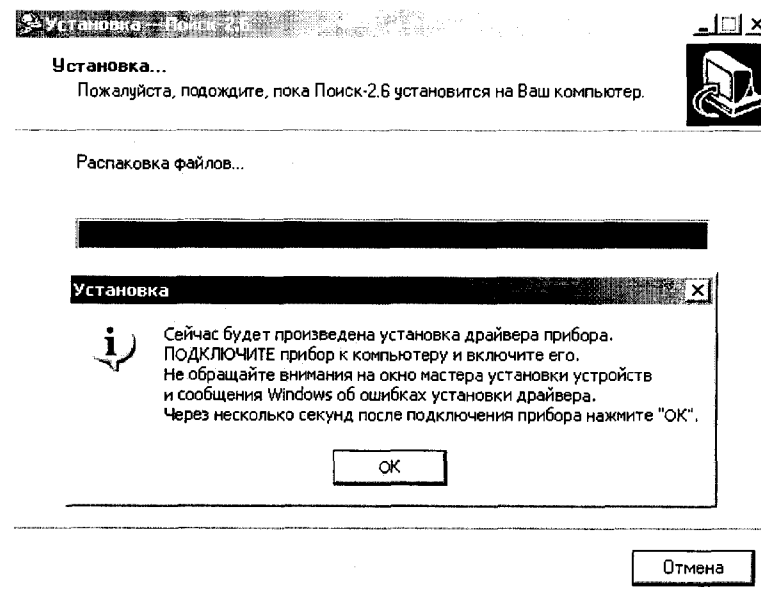 Установка — Поиск-2.6
Установка...
Пожалуйста, подождите, пока Поиск-2.6 установится на Ваш компьютер.
Распаковка файлов...
Установка
Сейчас будет произведена установка драйвера прибора.
ПОДКЛЮЧИТЕ прибор к компьютеру и включите его.
Не обращайте внимания на окно мастера установки устройств
и сообщения Windows об ошибках установки драйвера.
Через несколько секунд после подключения прибора нажмите "ОК".
ОК
Отмена